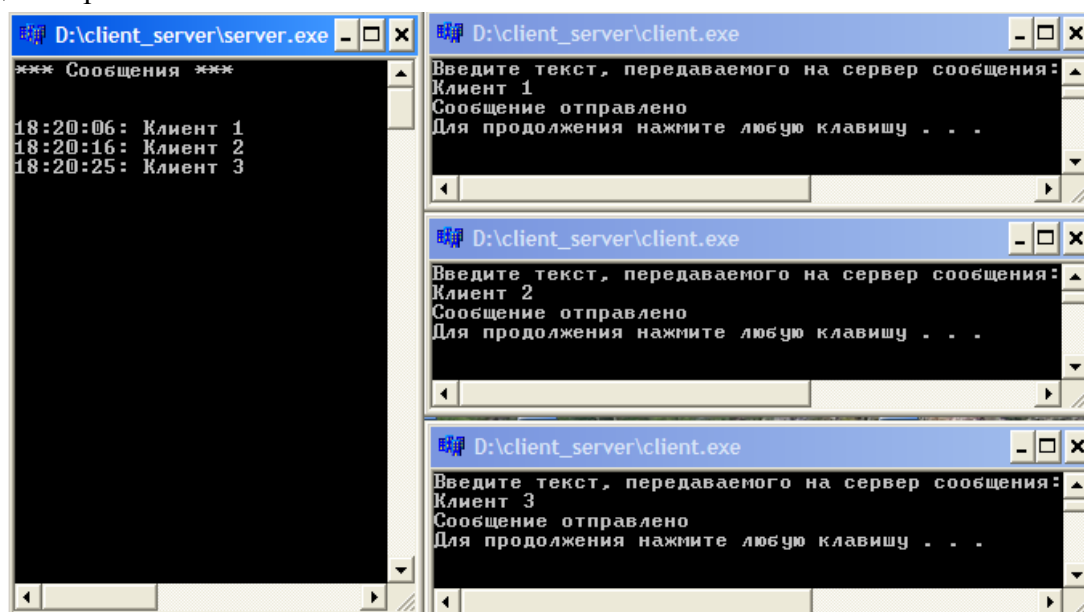 D:\client_server\server.exe
*** Сообщения ***
18:20:06: Клиент 1
18:20:16: Клиент 2
18:20:25: Клиент 3
D:\client_server\client.exe
Введите текст, передаваемого на сервер сообщения:
Клиент 1
Сообщение отправлено
Для продолжения нажмите любую клавишу . . .
D:\client_server\client.exe
Введите текст, передаваемого на сервер сообщения:
Клиент 2
Сообщение отправлено
Для продолжения нажмите любую клавишу . . .
D:\client_server\client.exe
Введите текст, передаваемого на сервер сообщения:
Клиент 3
Сообщение отправлено
Для продолжения нажмите любую клавишу . . .